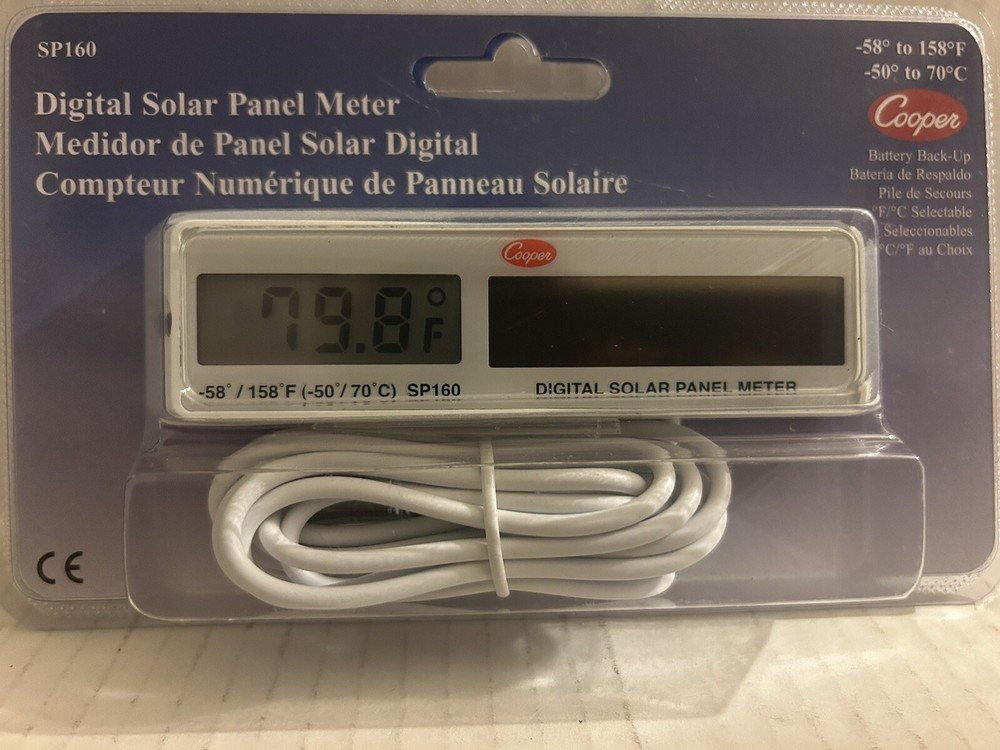 SP160
-58° to 158°F
-50° to 70°C
Digital Solar Panel Meter
Medidor de Panel Solar Digital
Compteur Numérique de Panneau Solaire
Cooper
Battery Back-Up
Bateria de Respaldo
Pile de Secours
°F/°C Selectable
Seleccionables
°C/°F au Choix
Cooper
79.8°F
-58°/158°F (-50°/70°C) SP160
DIGITAL SOLAR PANEL METER
CE